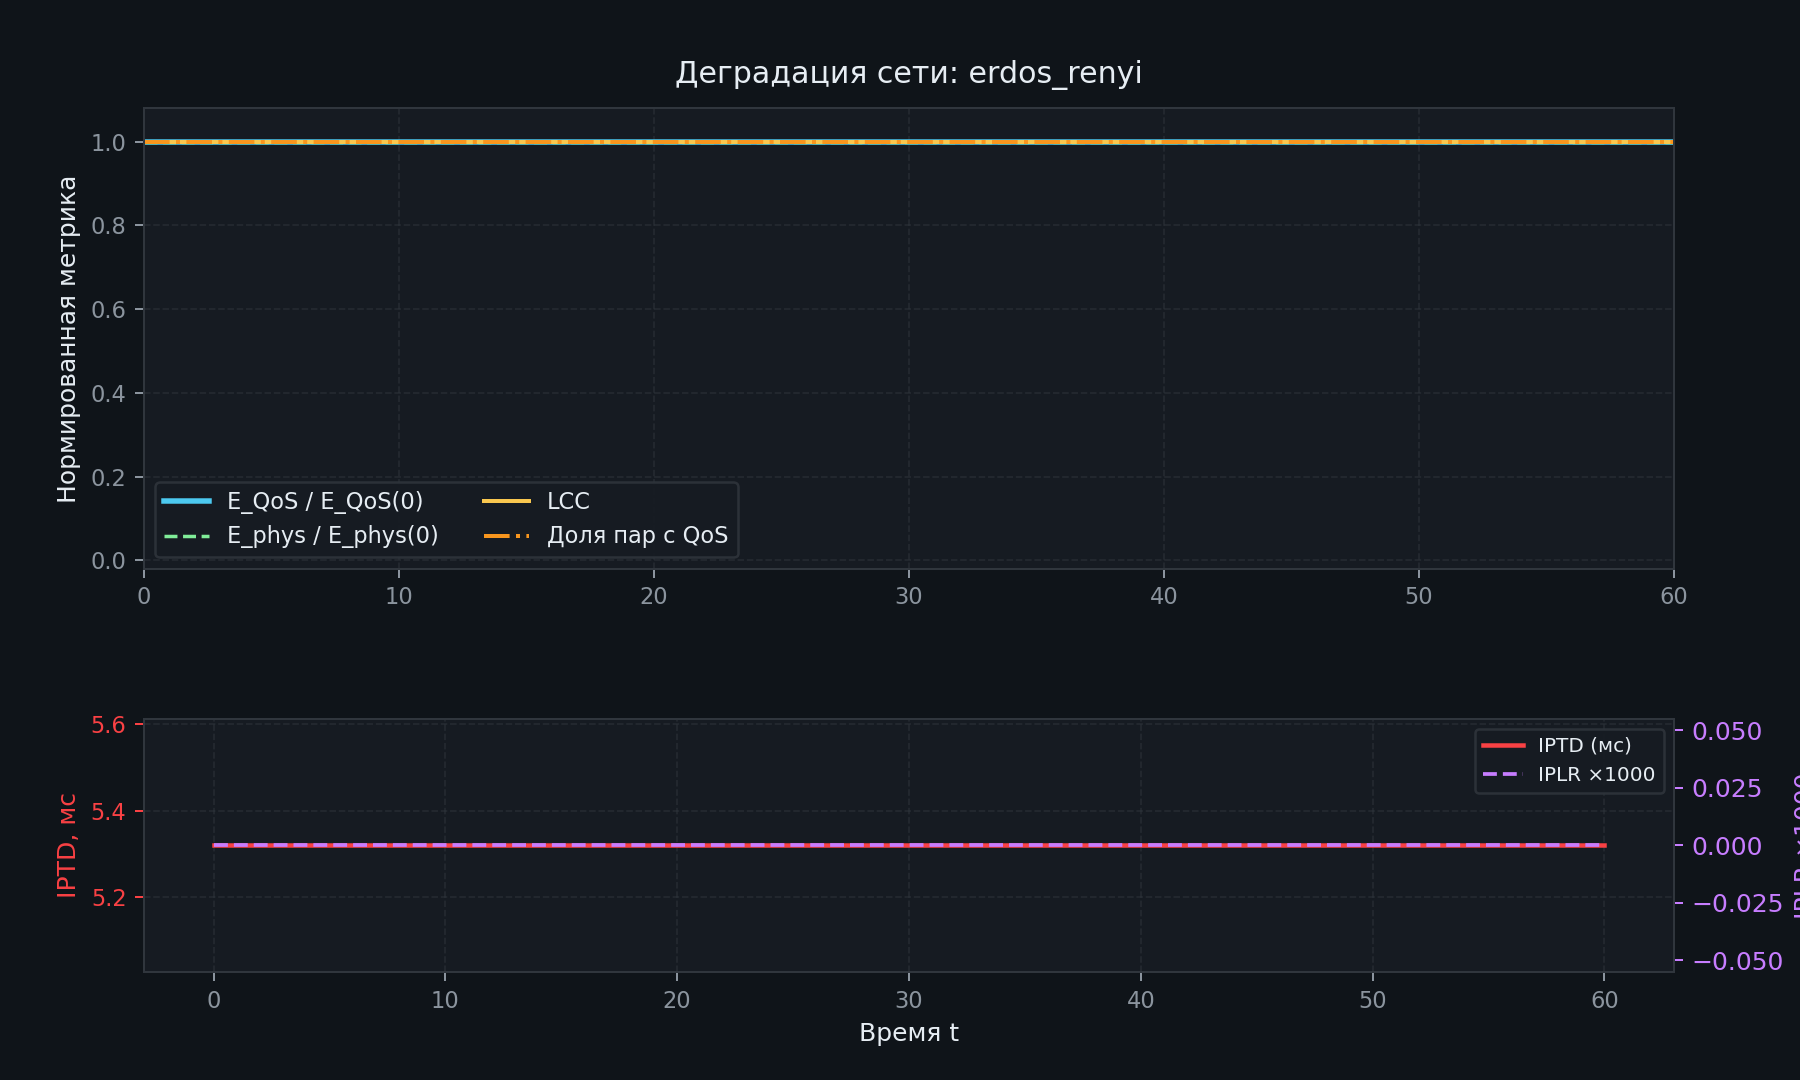 Деградация сети: erdos_renyi
Нормированная метрика
1.0
0.8
0.6
0.4
0.2
0.0
E_QoS / E_QoS(0)
E_phys / E_phys(0)
LCC
Доля пар с QoS
0 10 20 30 40 50 60
IPTD, мс
5.6
5.4
5.2
IPTD (мс)
IPLR ×1000
0.050
0.025
0.000
−0.025
−0.050
IPLR ×1000
0 10 20 30 40 50 60
Время t